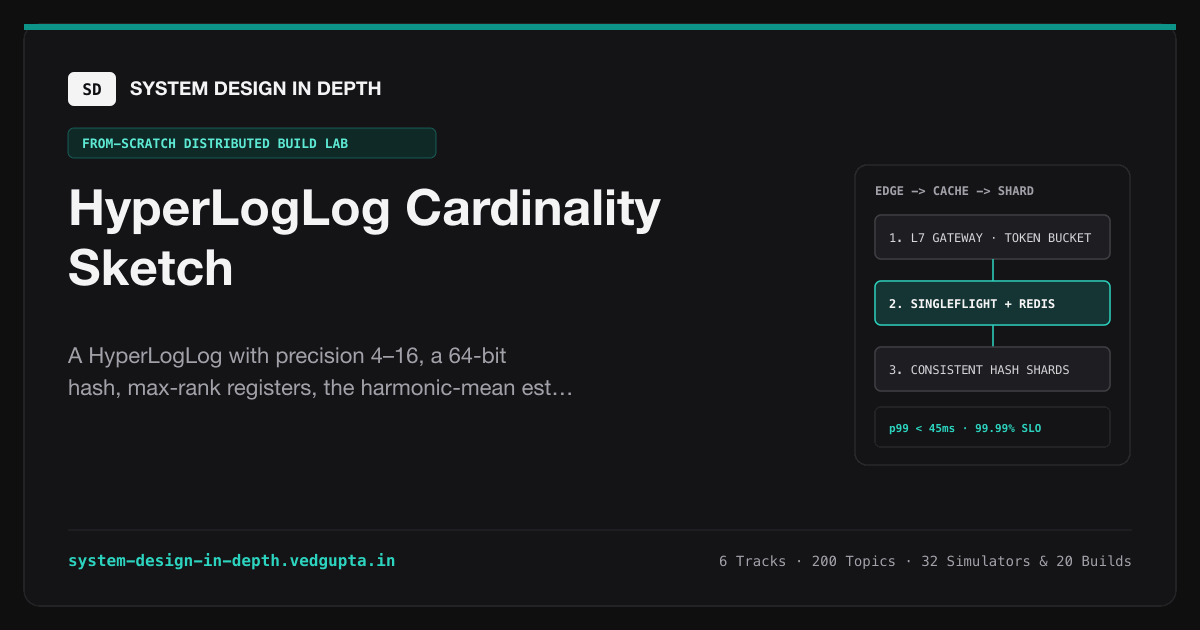 SD SYSTEM DESIGN IN DEPTH
FROM–SCRATCH DISTRIBUTED BUILD LAB
HyperLogLog Cardinality
Sketch
A HyperLogLog with precision 4–16, a 64-bit
hash, max-rank registers, the harmonic-mean est…
EDGE –> CACHE –> SHARD
1. L7 GATEWAY · TOKEN BUCKET
2. SINGLEFLIGHT + REDIS
3. CONSISTENT HASH SHARDS
p99 < 45ms · 99.99% SLO
system–design–in–depth.vedgupta.in
6 Tracks · 200 Topics · 32 Simulators & 20 Builds